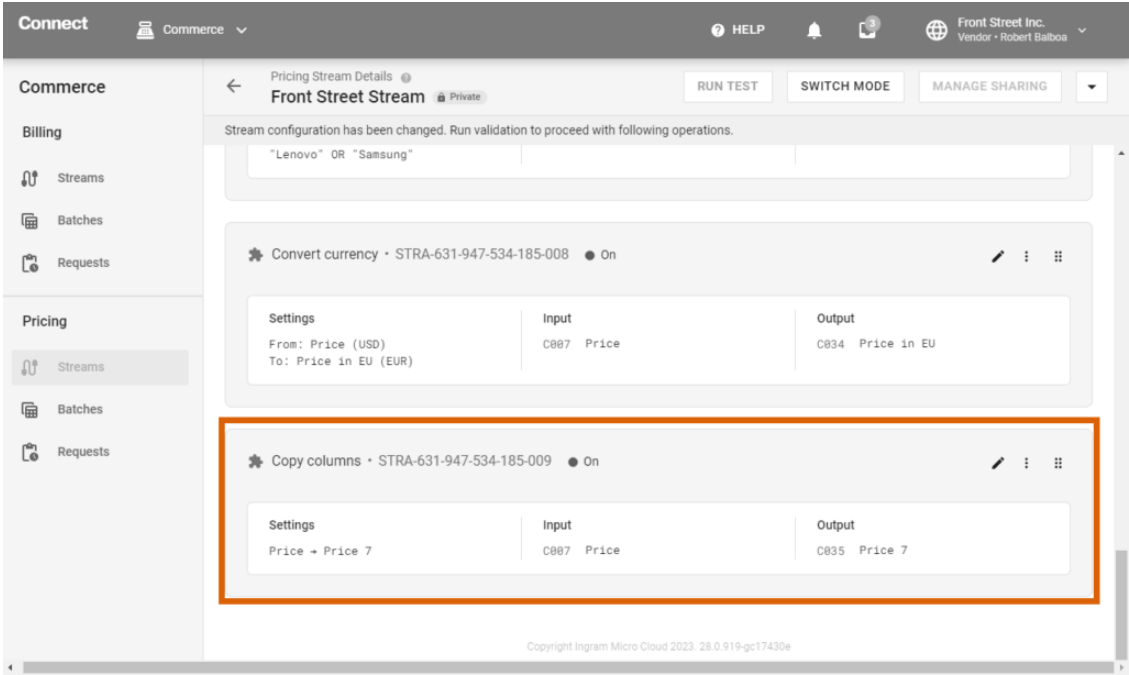 Connect
Commerce
HELP
3
Front Street Inc.
Vendor • Robert Balboa
Commerce
Billing
Streams
Batches
Requests
Pricing
Streams
Batches
Requests
Pricing Stream Details
Front Street Stream Private
RUN TEST
SWITCH MODE
MANAGE SHARING
Stream configuration has been changed. Run validation to proceed with following operations.
"Lenovo" OR "Samsung"
Convert currency • STRA-631-947-534-185-008 On
Settings Input Output
From: Price (USD) C007 Price C034 Price in EU
To: Price in EU (EUR)
Copy columns • STRA-631-947-534-185-009 On
Settings Input Output
Price → Price 7 C007 Price C035 Price 7
Copyright Ingram Micro Cloud 2023. 28.0.919-gc17430e